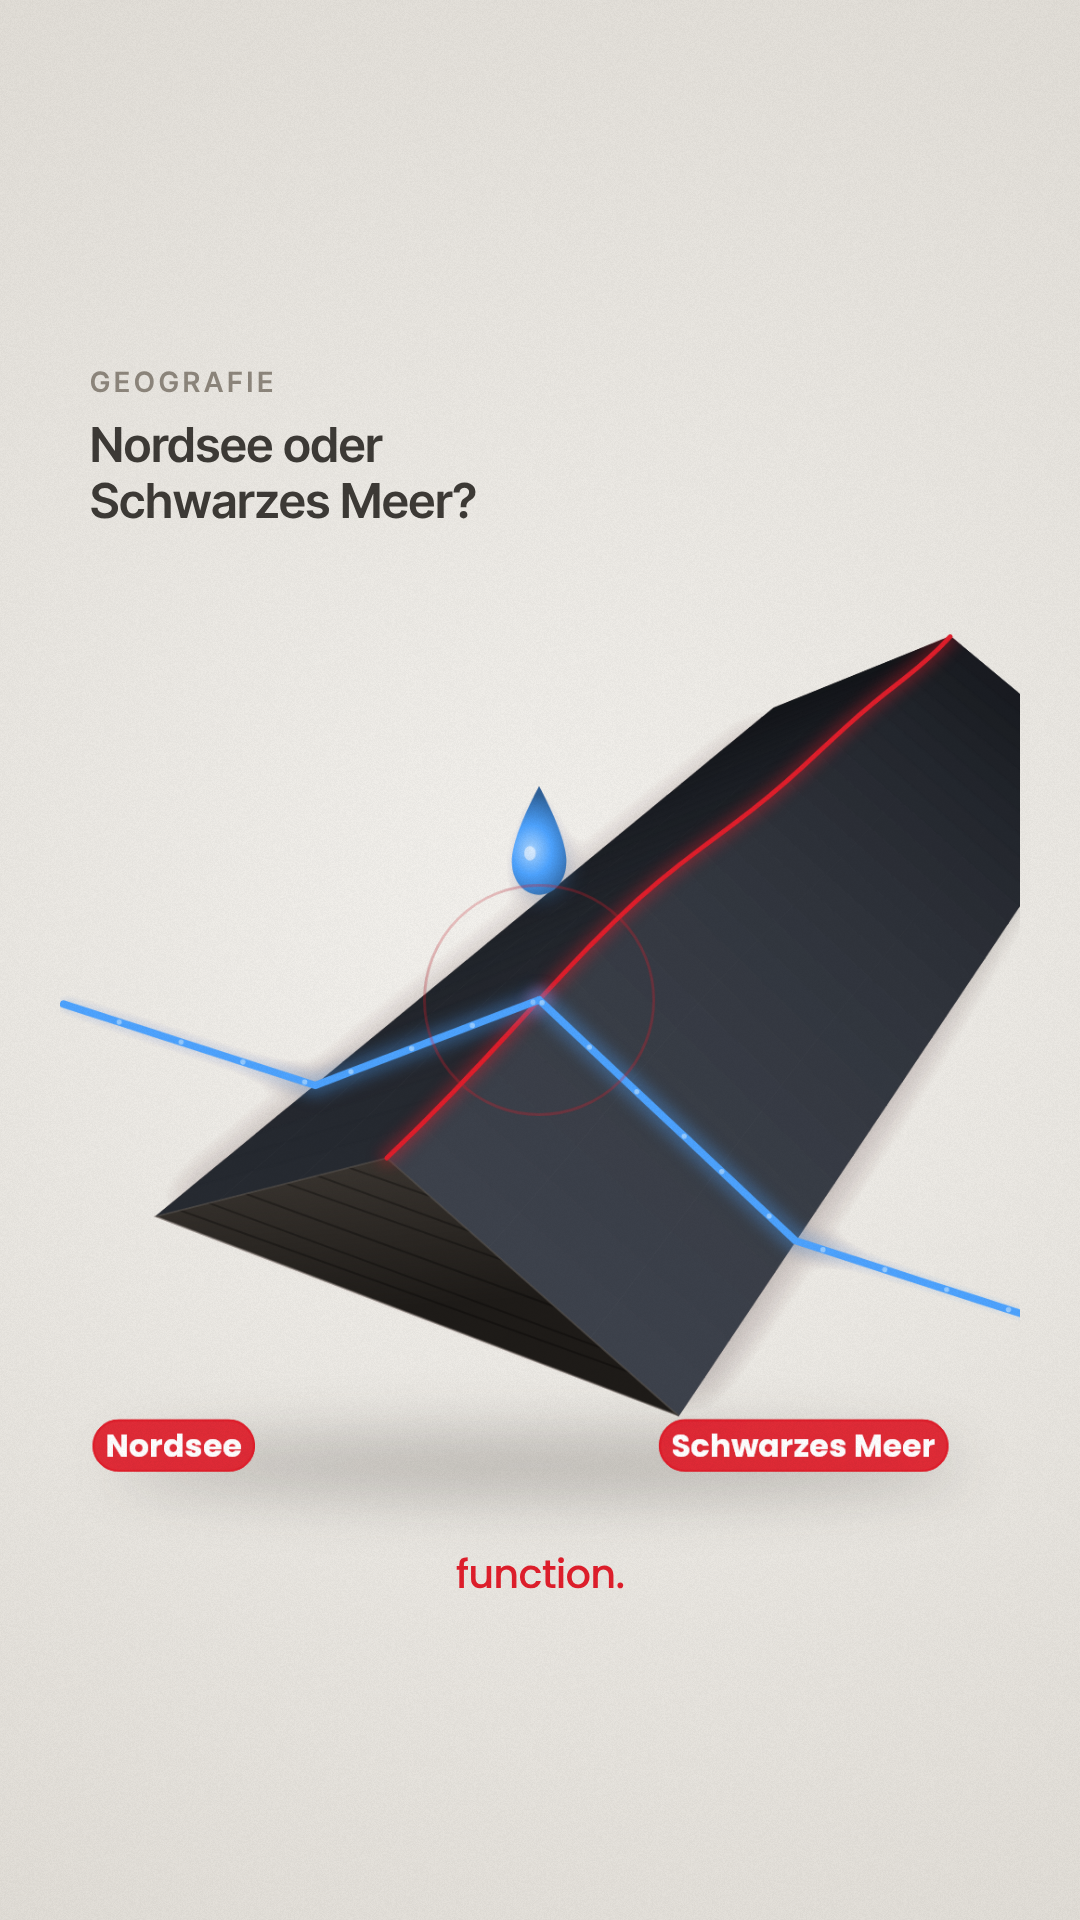 GEOGRAFIE
Nordsee oder
Schwarzes Meer?
Nordsee
Schwarzes Meer
function.